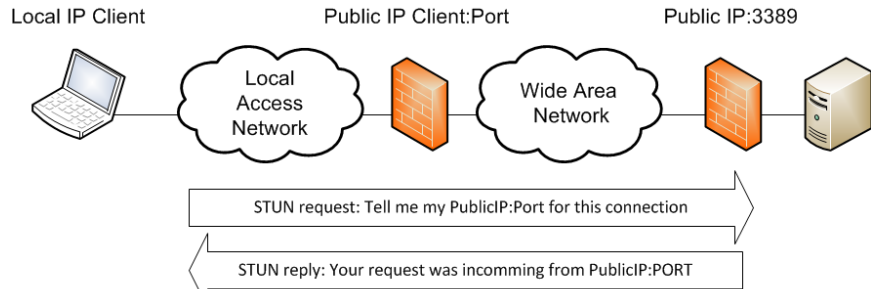 Local IP Client
Public IP Client:Port
Public IP:3389
Local
Access
Network
Wide Area
Network
STUN request: Tell me my PublicIP:Port for this connection
STUN reply: Your request was incomming from PublicIP:PORT